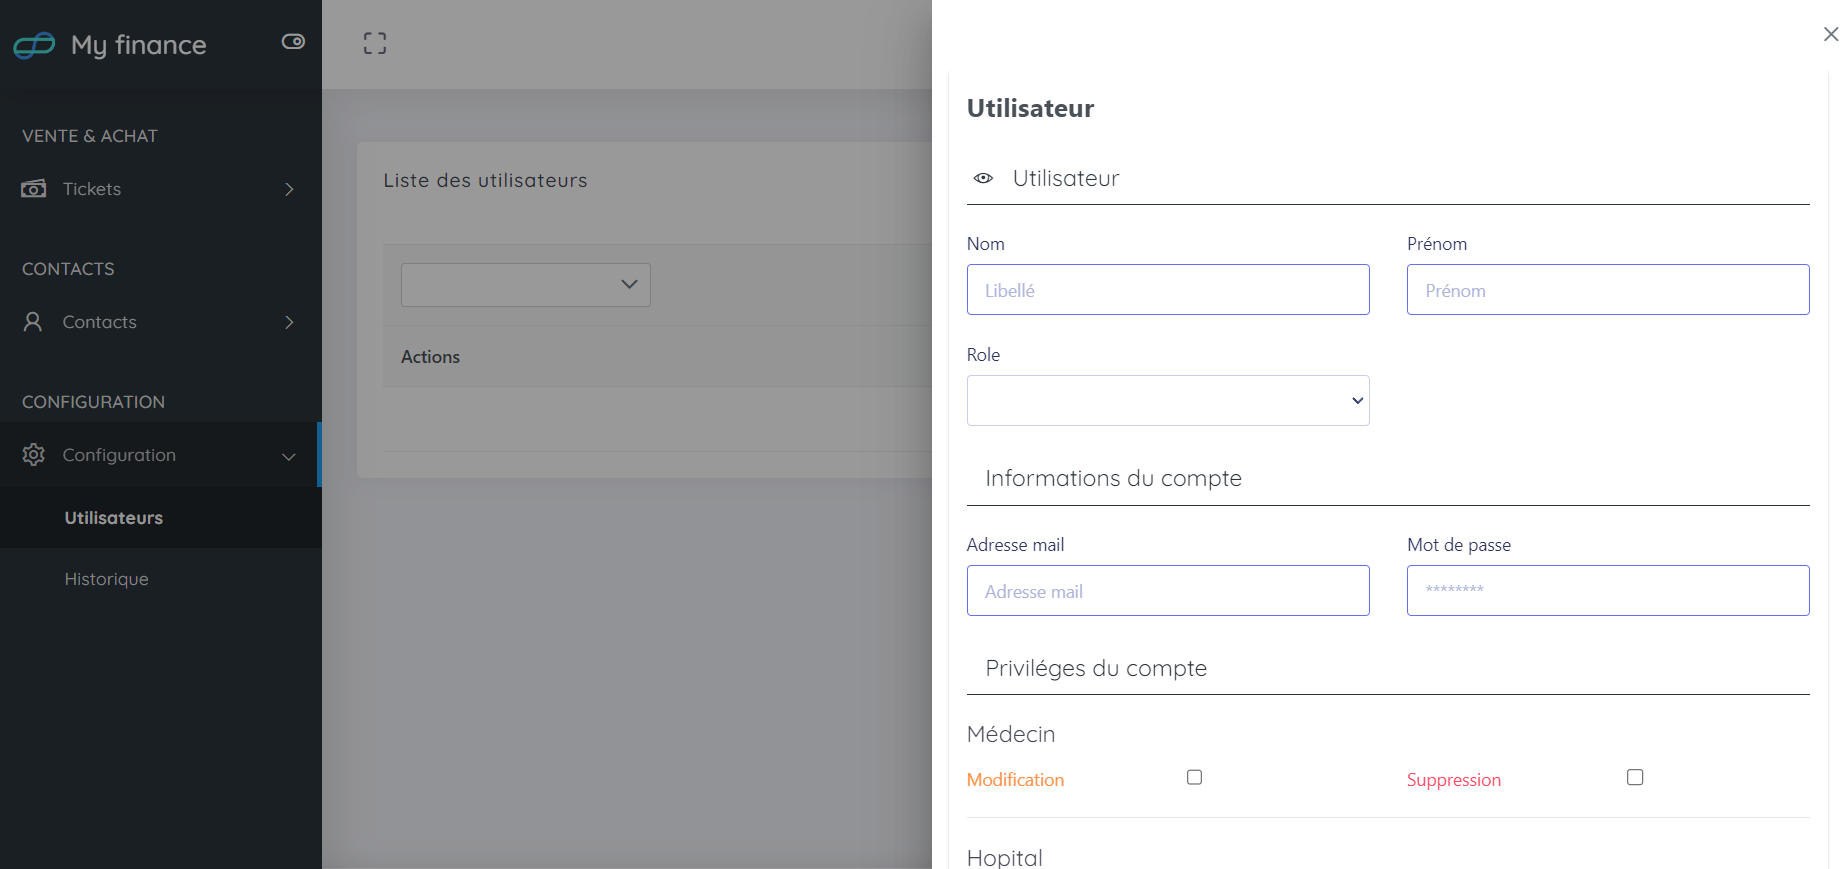 My finance
VENTE & ACHAT
Tickets
CONTACTS
Contacts
CONFIGURATION
Configuration
Utilisateurs
Historique
Liste des utilisateurs
Actions
Utilisateur
Utilisateur
Nom Prénom
Libellé Prénom
Role
Informations du compte
Adresse mail Mot de passe
Adresse mail ********
Priviléges du compte
Médecin
Modification Suppression
Hopital